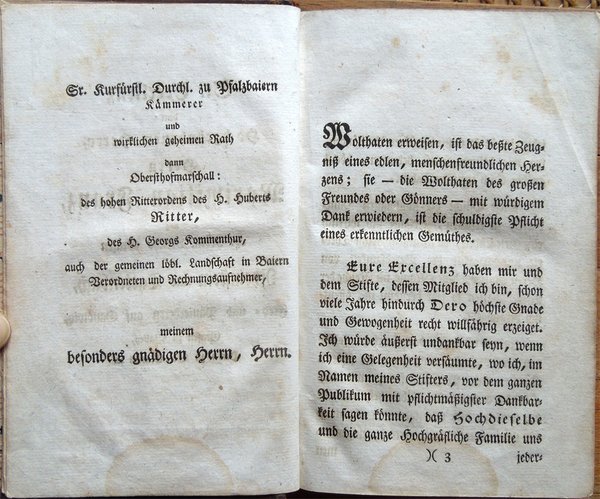 Sr. Kurfürstl. Durchl. zu Pfalzbaiern
Kämmerer
und
wirklichen geheimen Rath
dann
Obersthofmarschall:
des hohen Ritterordens des H. Huberts
Ritter,
des H. Georgs Kommenthur,
auch der gemeinen löbl. Landschaft in Baiern
Verordneten und Rechnungsaufnehmer,
meinem
besonders gnädigen Herrn, Herrn.
Wolthaten erweisen, ist das beßte Zeug-
niß eines edlen, menschenfreundlichen Her-
zens; sie — die Wolthaten des großen
Freundes oder Gönners — mit würdigem
Dank erwiedern, ist die schuldigste Pflicht
eines erkenntlichen Gemüthes.
Eure Excellenz haben mir und
dem Stifte, dessen Mitglied ich bin, schon
viele Jahre hindurch Dero höchste Gnade
und Gewogenheit recht willfährig erzeiget.
Ich würde äußerst undankbar seyn, wenn
ich eine Gelegenheit versäumte, wo ich, im
Namen meines Stifters, vor dem ganzen
Publikum mit pflichtmäßigster Dankbar-
keit sagen könnte, daß Hochdieselbe
und die ganze Hochgräfliche Familie uns
)( 3 jeder-